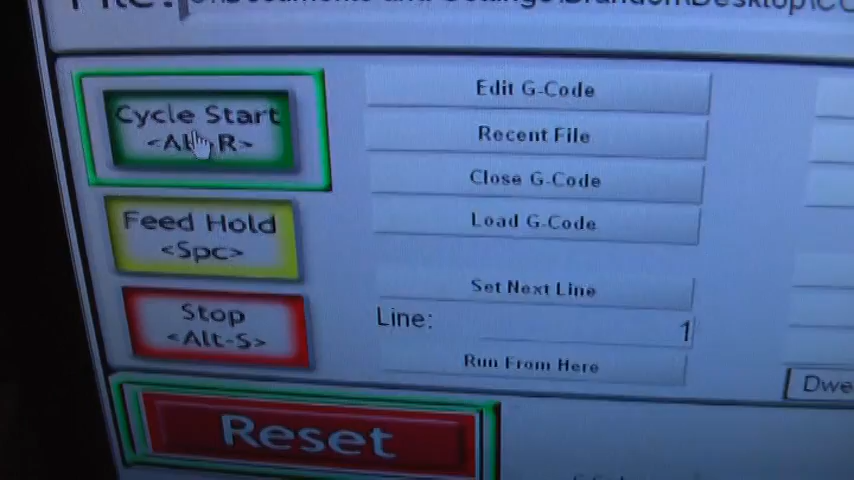 Cycle Start
<Alt-R>
Feed Hold
<Spc>
Stop
<Alt-S>
Reset
Edit G-Code
Recent File
Close G-Code
Load G-Code
Set Next Line
Line: 1
Run From Here